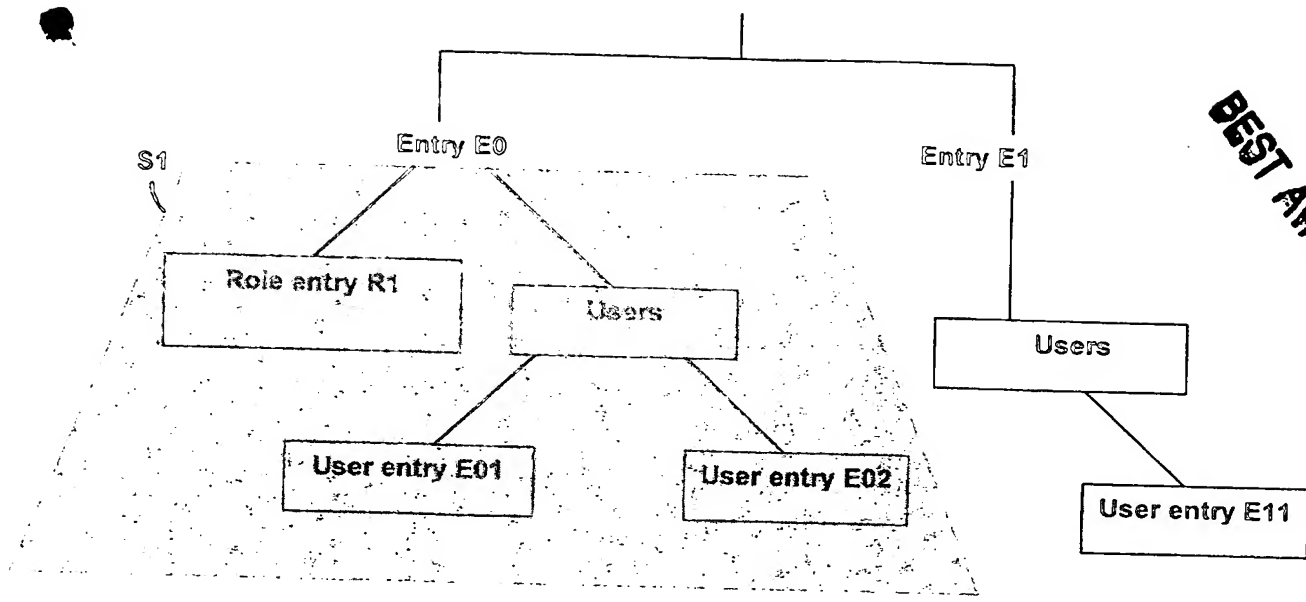 BEST
Entry E0
S1
Entry E1
Role entry R1
Users
Users
User entry E01
User entry E02
User entry E11